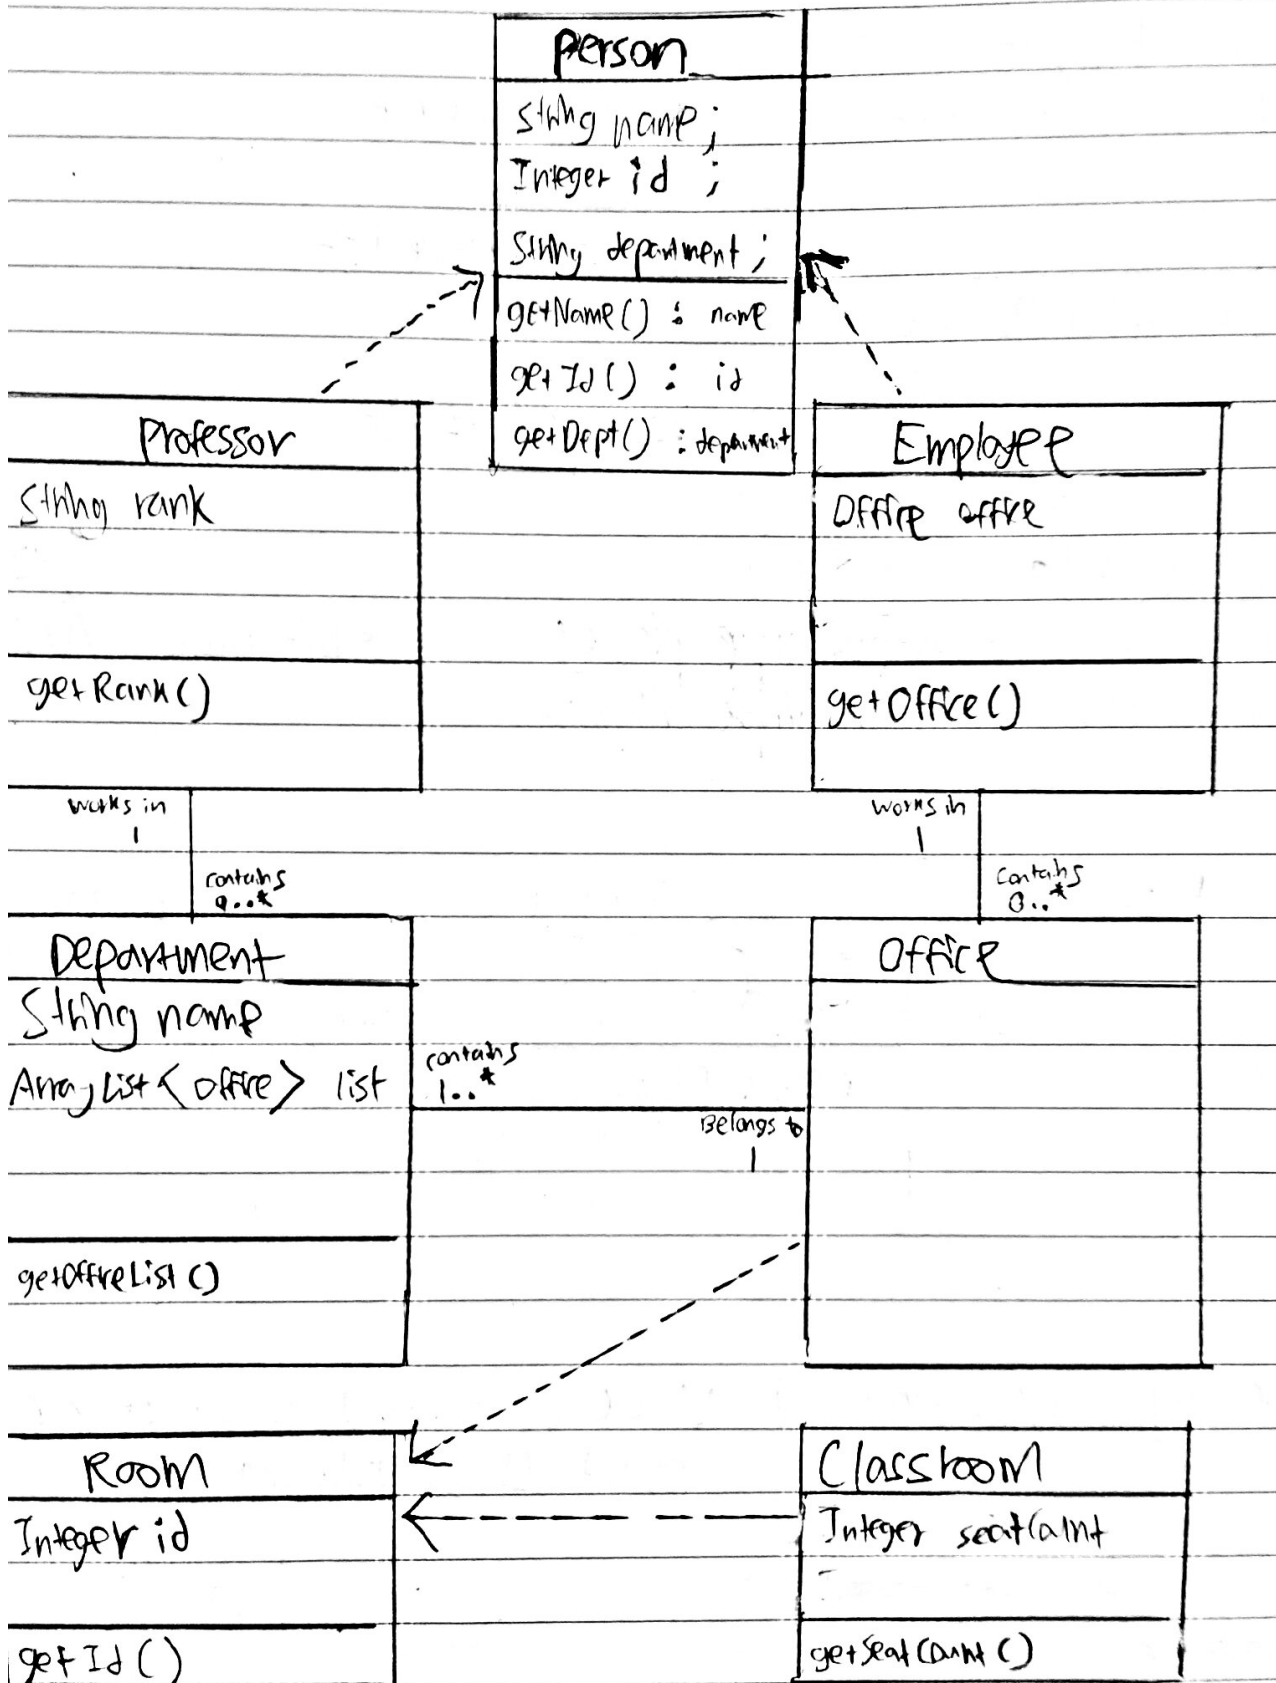 Person
String name;
Integer id ;
String department;
getName() : name
getId() : id
getDept() : department
Professor
String rank
getRank()
Employee
Office office
getOffice()
works in
1
contains
0..*
works in
1
contains
0..*
Department
String name
ArrayList<Office> list
getOfficeList()
contains
1..*
Belongs to
1
Office
Room
Integer id
getId()
Classroom
Integer seatCount
getSeatCount()